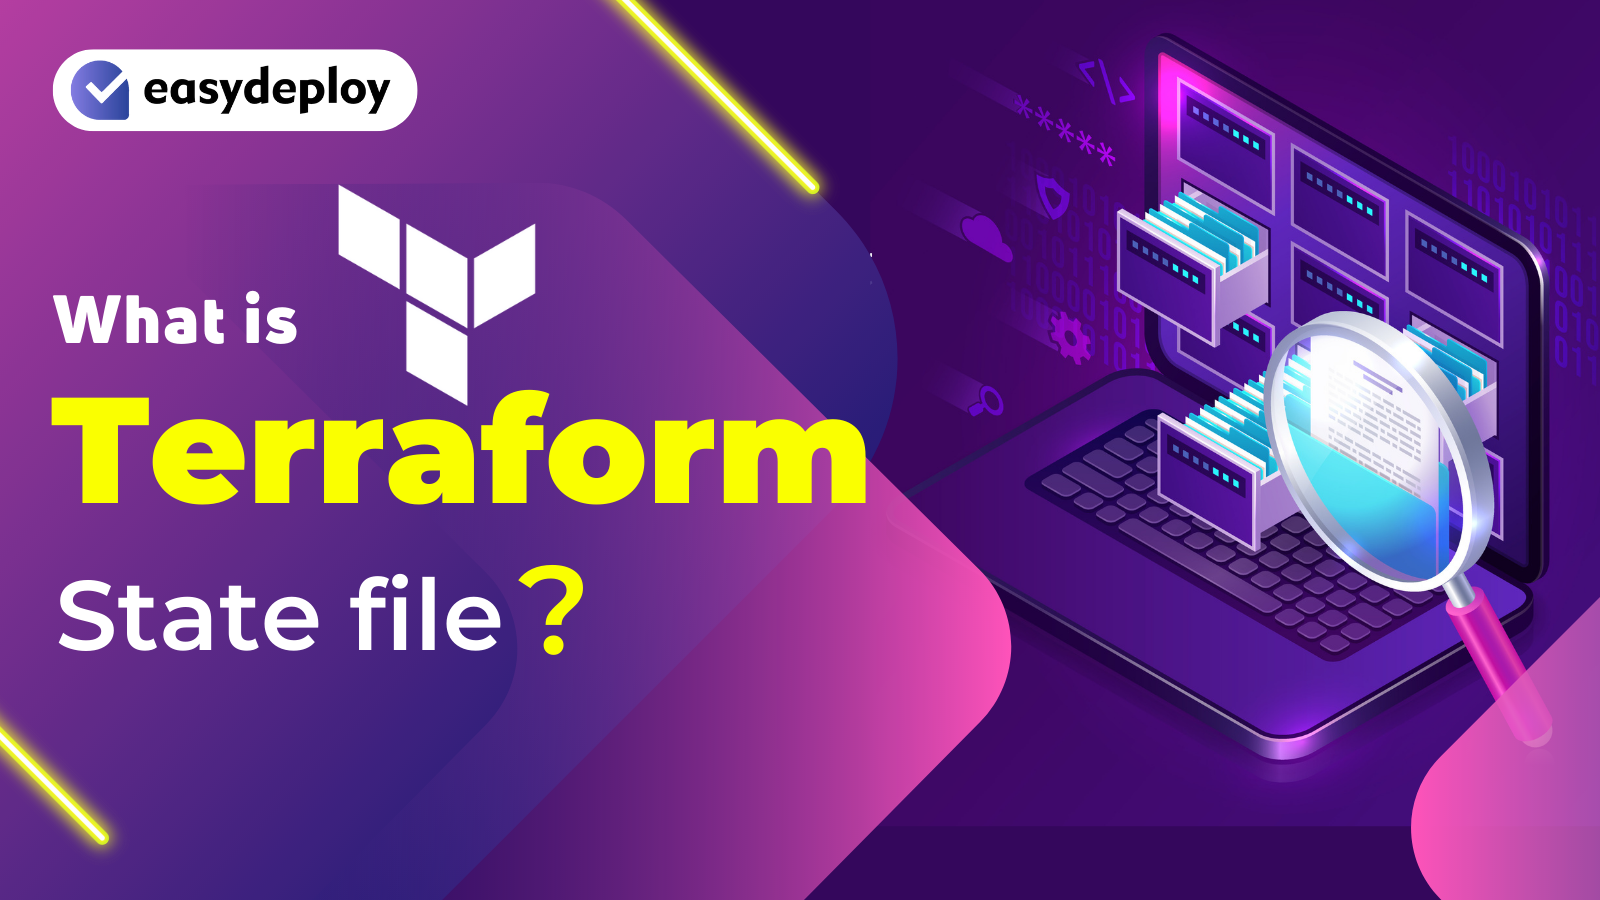 easydeploy
What is
Terraform
State file?